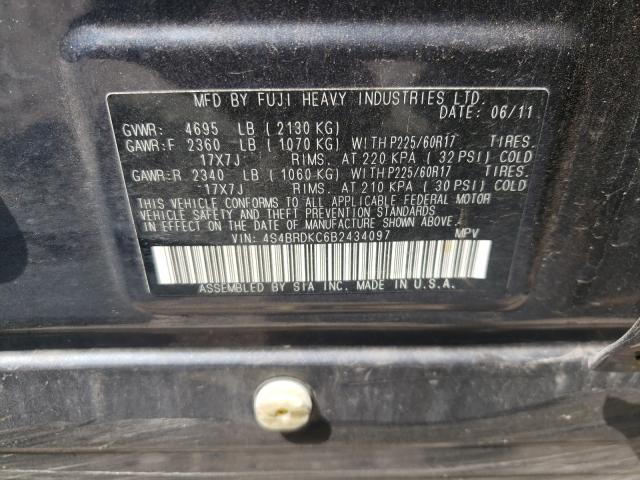 MFD BY FUJI HEAVY INDUSTRIES LTD.
DATE: 06/11
GVWR: 4695 LB (2130 KG)
GAWR:F 2360 LB (1070 KG) WITH P225/60R17 TIRES.
17X7J RIMS. AT 220 KPA (32 PSI) COLD
GAWR:R 2340 LB (1060 KG) WITH P225/60R17 TIRES.
17X7J RIMS. AT 210 KPA (30 PSI) COLD
THIS VEHICLE CONFORMS TO ALL APPLICABLE FEDERAL MOTOR
VEHICLE SAFETY AND THEFT PREVENTION STANDARDS
IN EFFECT ON THE DATE OF MANUFACTURE SHOWN ABOVE.
VIN: 4S4BRDKC6B2434097 MPV
ASSEMBLED BY SIA INC. MADE IN U.S.A.